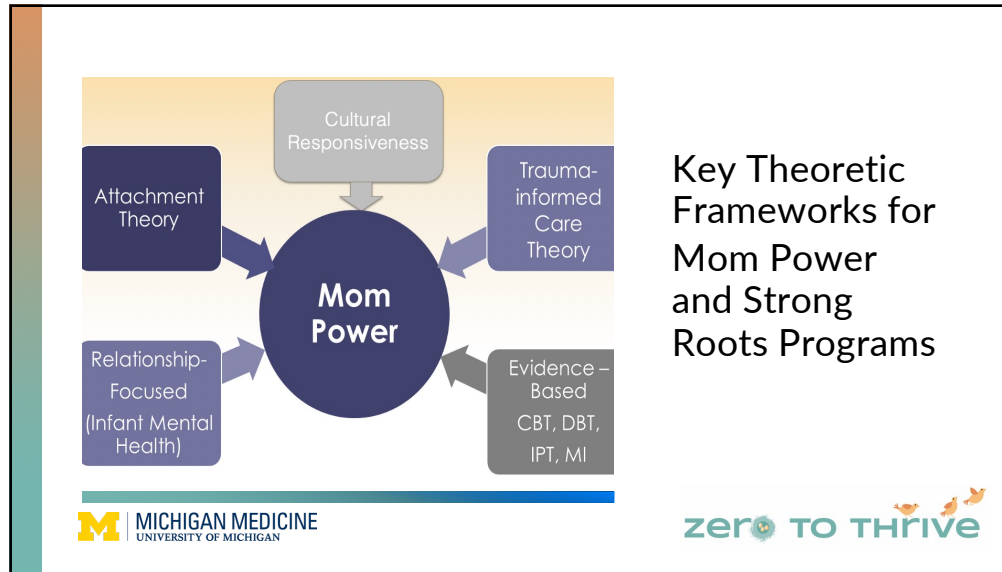 Cultural
Responsiveness
Attachment
Theory
Trauma-
informed
Care
Theory
Mom
Power
Relationship-
Focused
(Infant Mental
Health)
Evidence –
Based
CBT, DBT,
IPT, MI
Key Theoretic
Frameworks for
Mom Power
and Strong
Roots Programs
M MICHIGAN MEDICINE
UNIVERSITY OF MICHIGAN
zero TO THrive